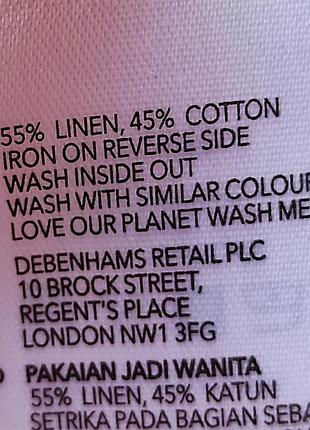 55% LINEN, 45% COTTON
IRON ON REVERSE SIDE
WASH INSIDE OUT
WASH WITH SIMILAR COLOU
LOVE OUR PLANET WASH ME
DEBENHAMS RETAIL PLC
10 BROCK STREET,
REGENT'S PLACE
LONDON NW1 3FG
PAKAIAN JADI WANITA
55% LINEN, 45% KATUN
SETRIKA PADA BAGIAN SEBA